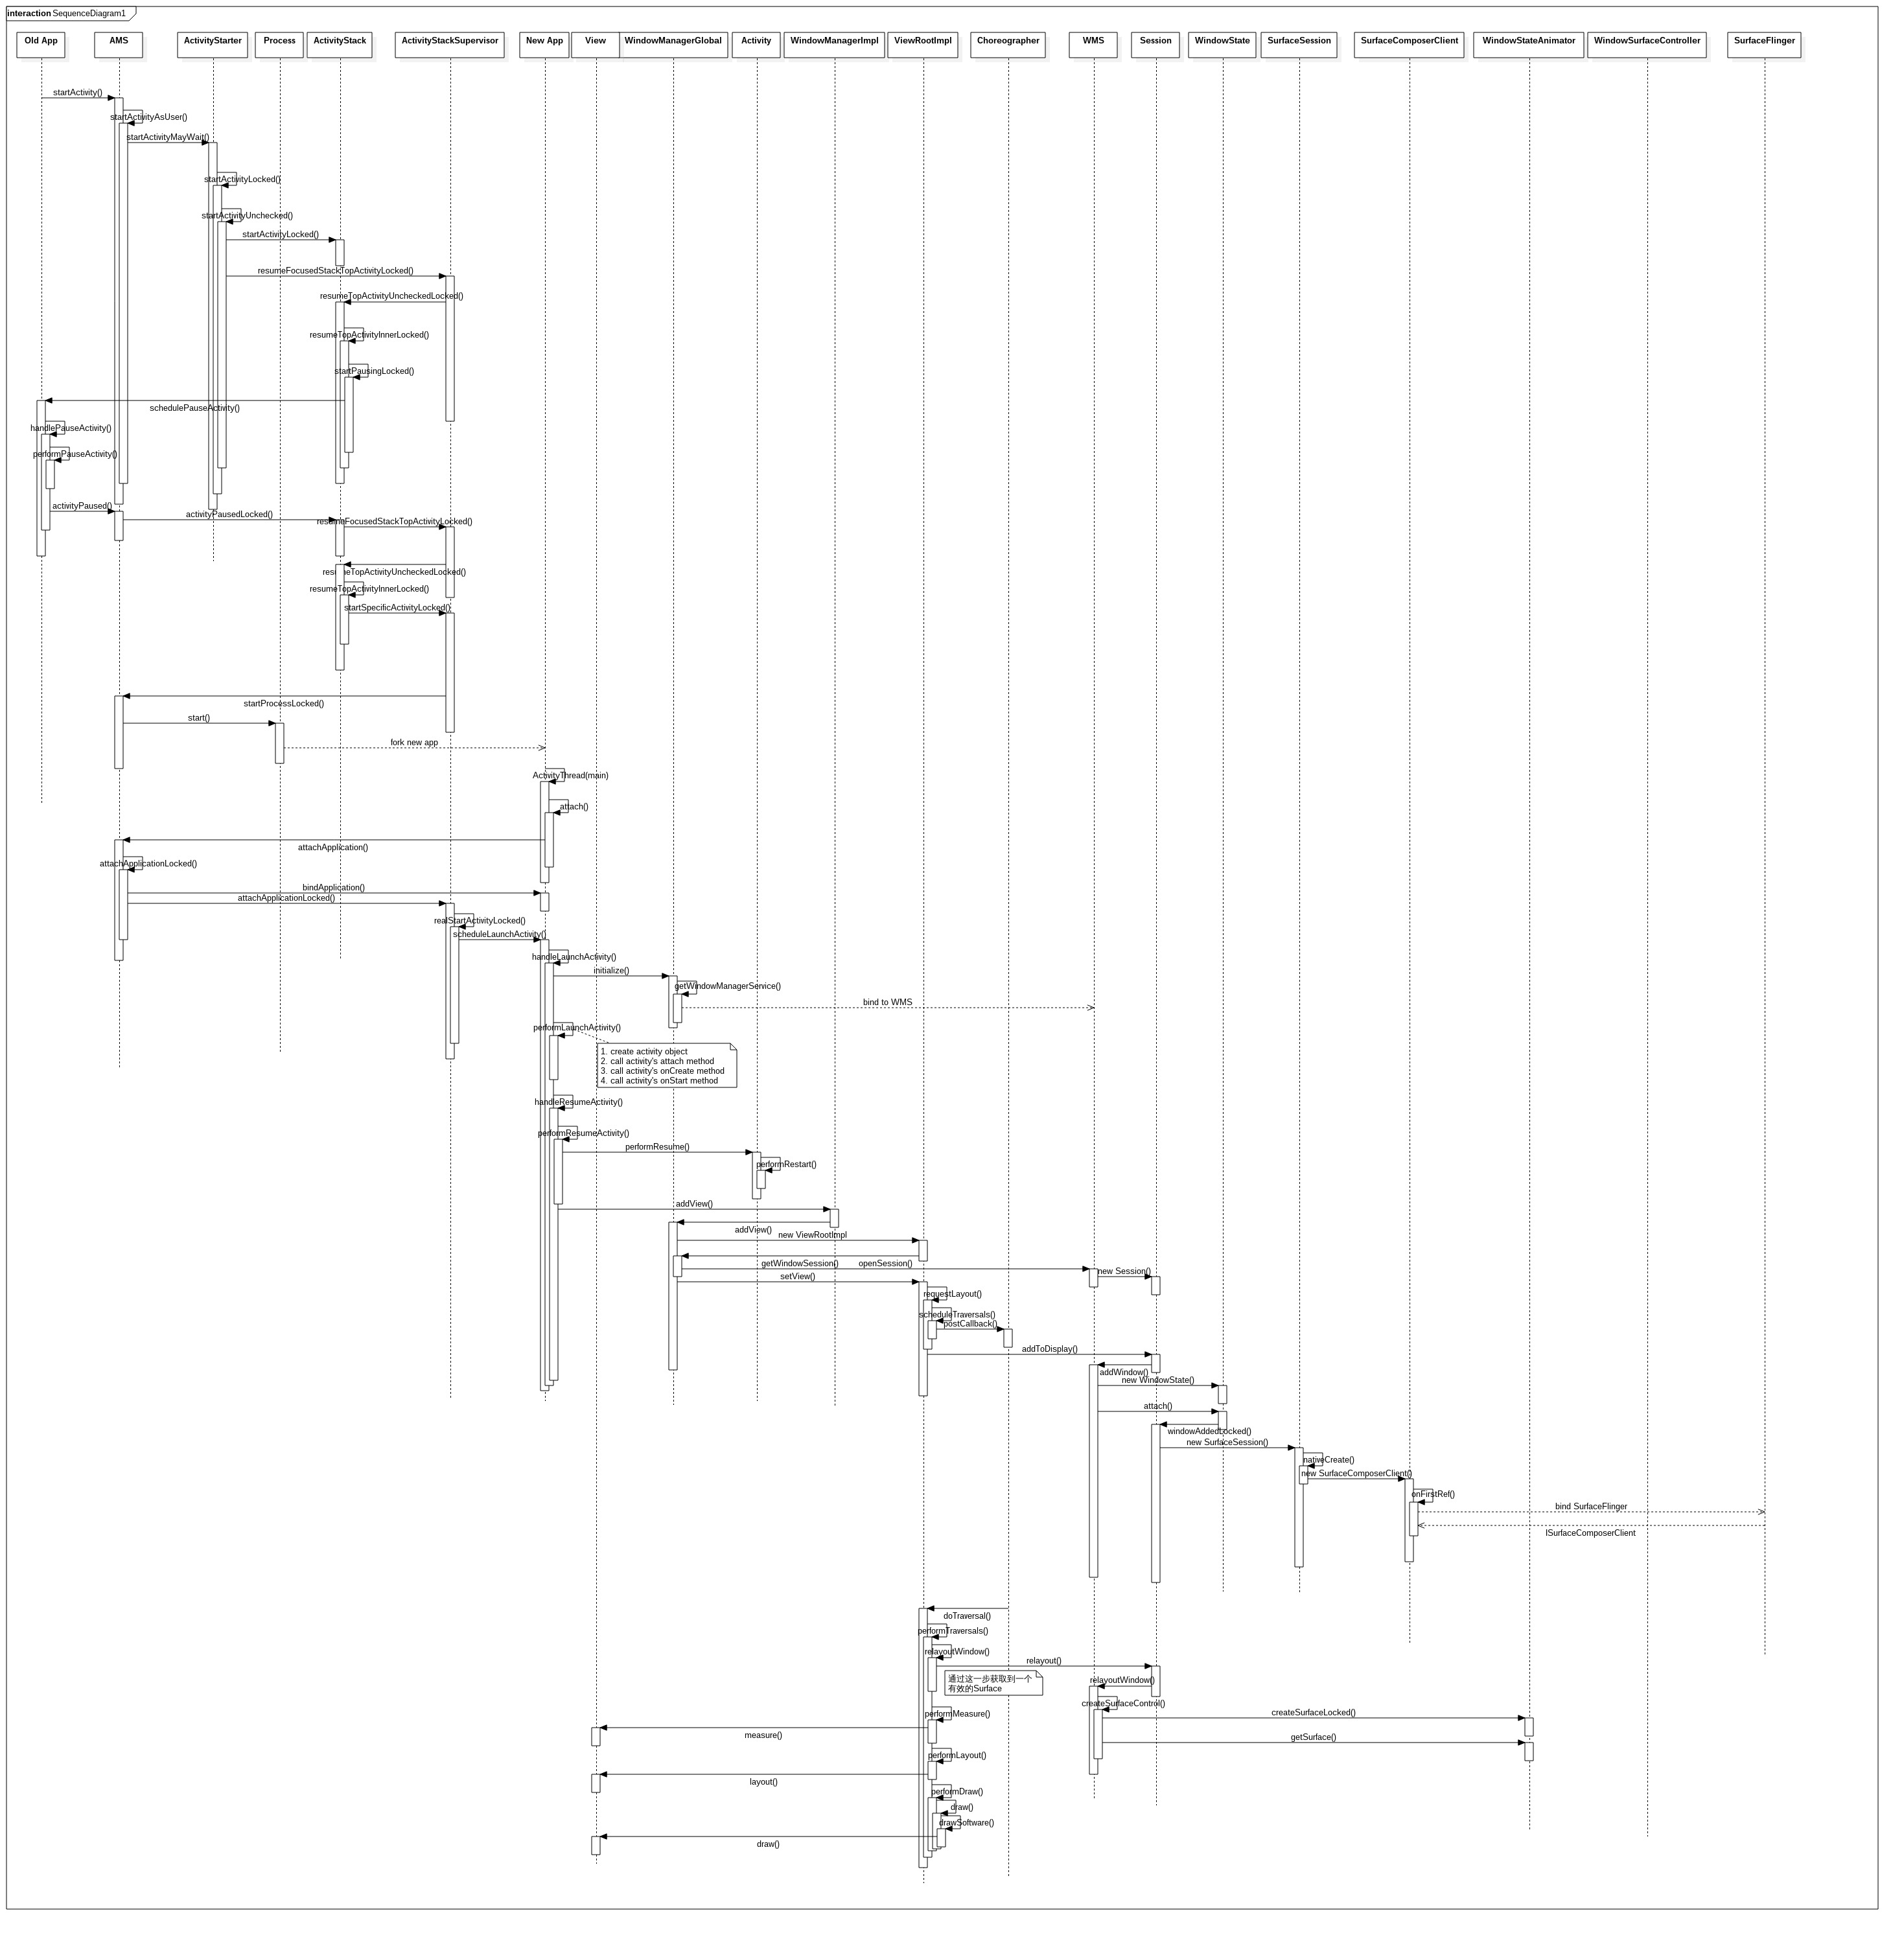 interaction SequenceDiagram1
Old App
AMS
ActivityStarter
Process
ActivityStack
ActivityStackSupervisor
New App
View
WindowManagerGlobal
Activity
WindowManagerImpl
ViewRootImpl
Choreographer
WMS
Session
WindowState
SurfaceSession
SurfaceComposerClient
WindowStateAnimator
WindowSurfaceController
SurfaceFlinger
startActivity()
startActivityAsUser()
startActivityMayWait()
startActivityLocked()
startActivityUnchecked()
startActivityLocked()
resumeFocusedStackTopActivityLocked()
resumeTopActivityUncheckedLocked()
resumeTopActivityInnerLocked()
startPausingLocked()
schedulePauseActivity()
handlePauseActivity()
performPauseActivity()
activityPaused()
activityPausedLocked()
resumeFocusedStackTopActivityLocked()
resumeTopActivityUncheckedLocked()
resumeTopActivityInnerLocked()
startSpecificActivityLocked()
startProcessLocked()
start()
fork new app
ActivityThread(main)
attach()
attachApplication()
attachApplicationLocked()
bindApplication()
attachApplicationLocked()
realStartActivityLocked()
scheduleLaunchActivity()
handleLaunchActivity()
initialize()
getWindowManagerService()
bind to WMS
performLaunchActivity()
1. create activity object
2. call activity's attach method
3. call activity's onCreate method
4. call activity's onStart method
handleResumeActivity()
performResumeActivity()
performResume()
performRestart()
addView()
addView()
new ViewRootImpl
getWindowSession()
openSession()
new Session()
setView()
requestLayout()
scheduleTraversals()
postCallback()
addToDisplay()
addWindow()
new WindowState()
attach()
windowAddedLocked()
new SurfaceSession()
nativeCreate()
new SurfaceComposerClient()
onFirstRef()
bind SurfaceFlinger
ISurfaceComposerClient
doTraversal()
performTraversals()
relayoutWindow()
relayout()
通过这一步获取到一个
有效的Surface
relayoutWindow()
createSurfaceControl()
createSurfaceLocked()
performMeasure()
measure()
getSurface()
performLayout()
layout()
performDraw()
draw()
drawSoftware()
draw()